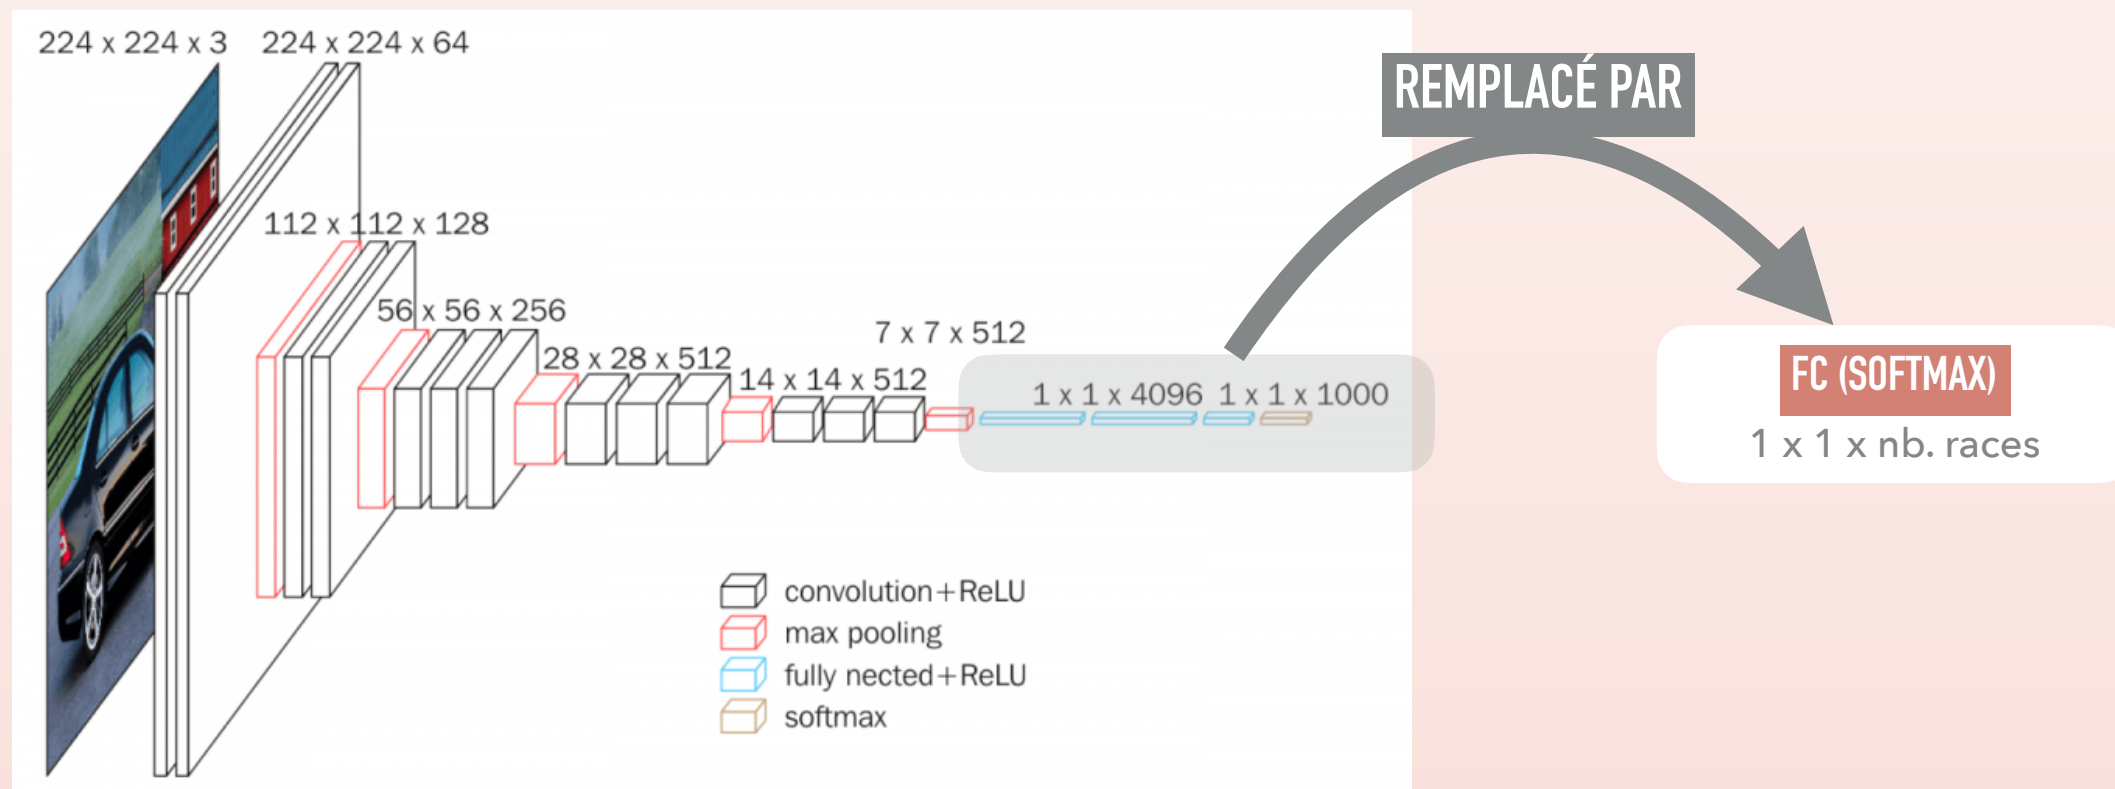 224 x 224 x 3
224 x 224 x 64
112 x 112 x 128
56 x 56 x 256
28 x 28 x 512
14 x 14 x 512
7 x 7 x 512
1 x 1 x 4096
1 x 1 x 1000
REMPLACÉ PAR
FC (SOFTMAX)
1 x 1 x nb. races
convolution+ReLU
max pooling
fully nected+ReLU
softmax